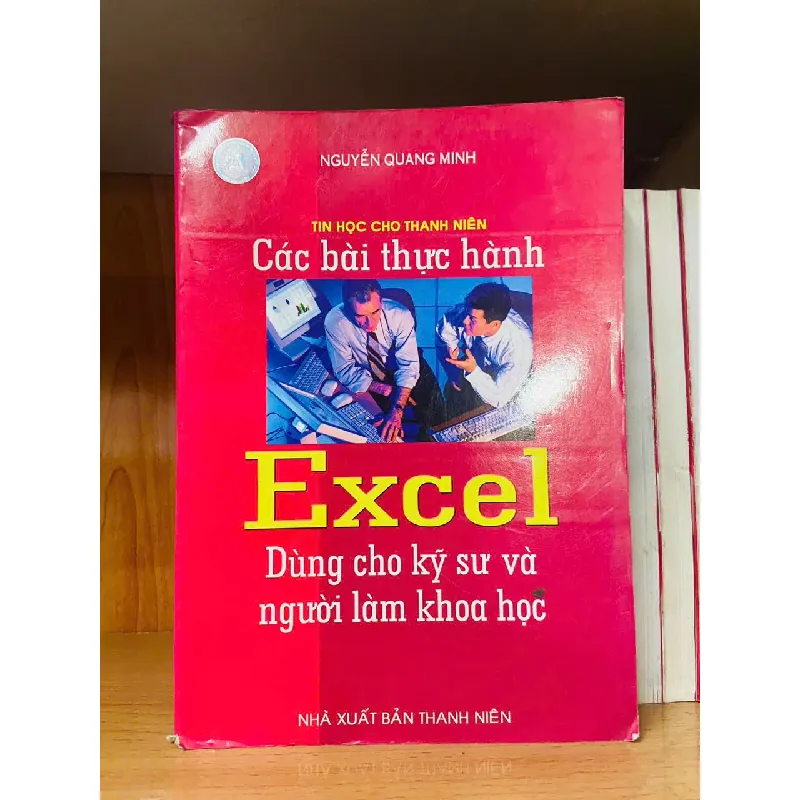 NGUYỄN QUANG MINH
TIN HỌC CHO THANH NIÊN
Các bài thực hành
Excel
Dùng cho kỹ sư và
người làm khoa học
NHÀ XUẤT BẢN THANH NIÊN